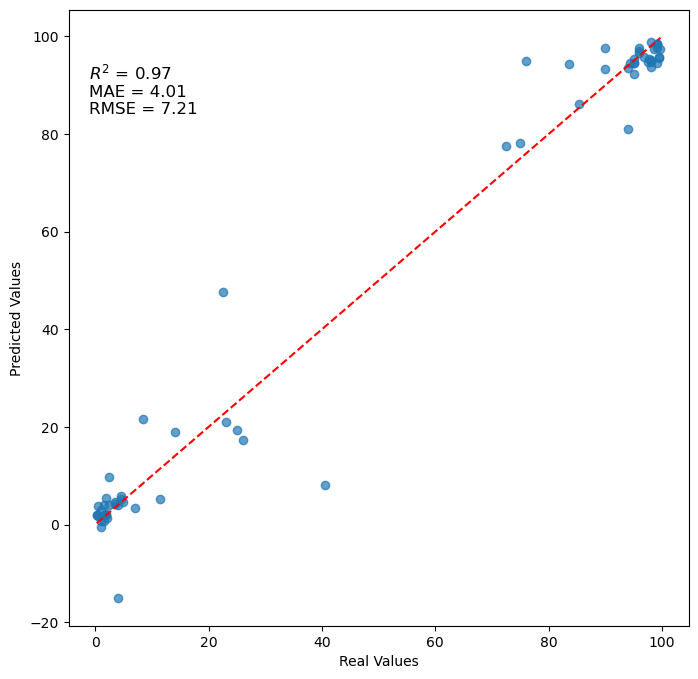 R² = 0.97
MAE = 4.01
RMSE = 7.21
100
80
60
40
20
0
−20
Predicted Values
0 20 40 60 80 100
Real Values